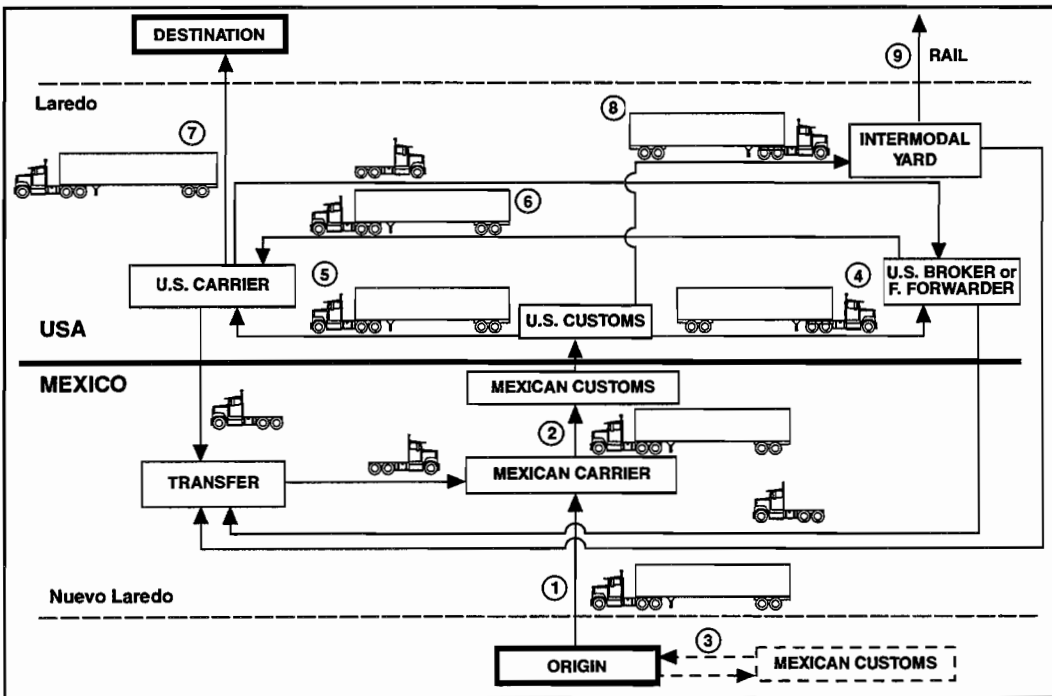 DESTINATION
9 RAIL
Laredo
8
7
INTERMODAL
YARD
6
U.S. CARRIER
5
4
U.S. BROKER or
F. FORWARDER
USA
U.S. CUSTOMS
MEXICO
MEXICAN CUSTOMS
2
TRANSFER
MEXICAN CARRIER
1
Nuevo Laredo
3
ORIGIN
MEXICAN CUSTOMS